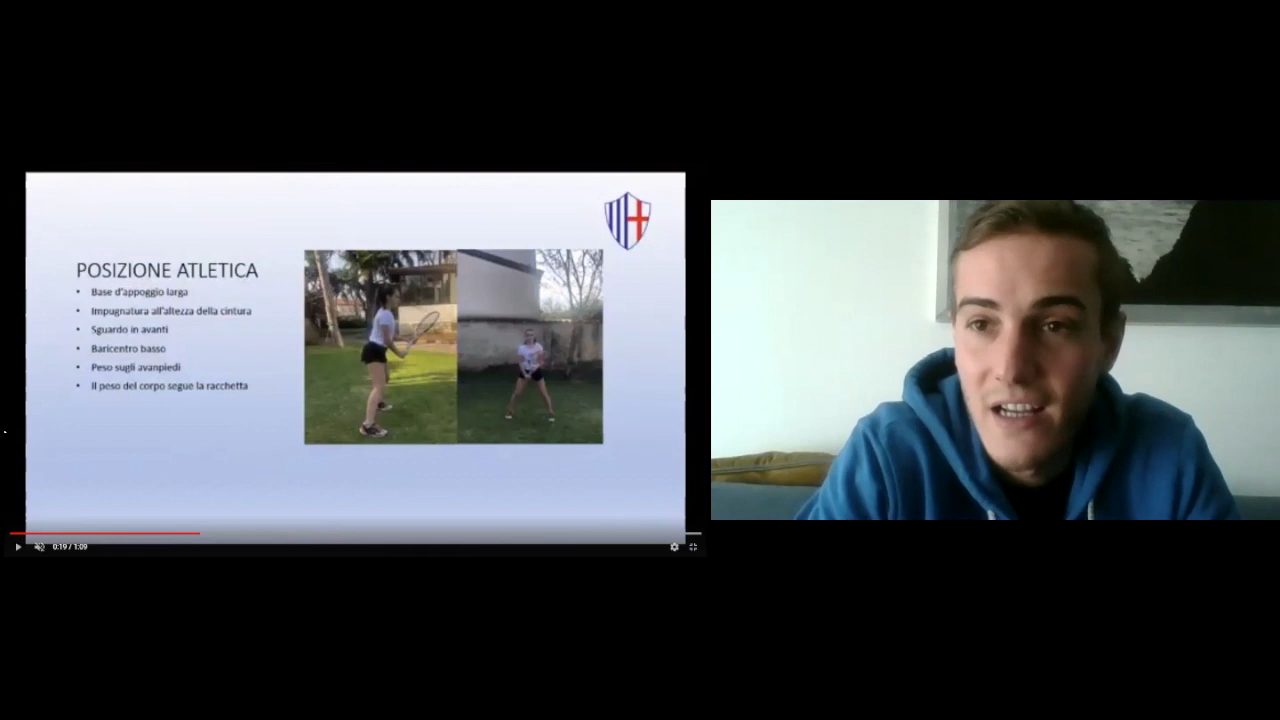 POSIZIONE ATLETICA
• Base d'appoggio larga
• Impugnatura all'altezza della cintura
• Sguardo in avanti
• Baricentro basso
• Peso sugli avanpiedi
• Il peso del corpo segue la racchetta
0:19 / 1:09